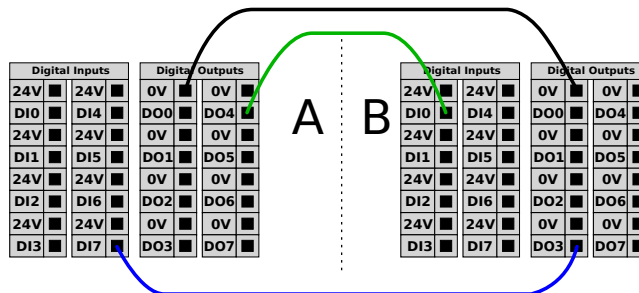 Digital Inputs Digital Outputs Digital Inputs Digital Outputs
24V 24V 0V 0V 24V 24V 0V 0V
DI0 DI4 DO0 DO4 A B DI0 DI4 DO0 DO4
24V 24V 0V 0V 24V 24V 0V 0V
DI1 DI5 DO1 DO5 DI1 DI5 DO1 DO5
24V 24V 0V 0V 24V 24V 0V 0V
DI2 DI6 DO2 DO6 DI2 DI6 DO2 DO6
24V 24V 0V 0V 24V 24V 0V 0V
DI3 DI7 DO3 DO7 DI3 DI7 DO3 DO7